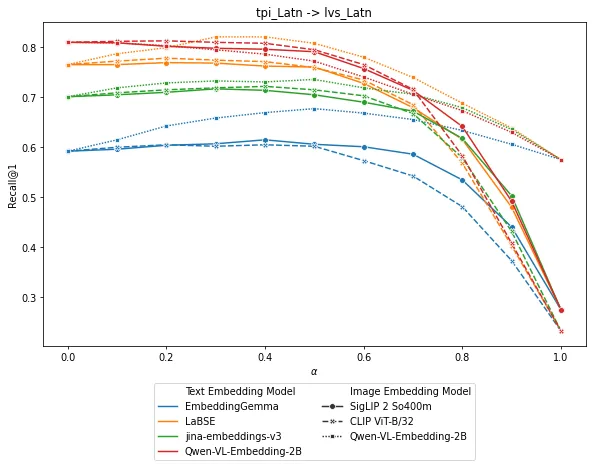 tpi_Latn -> lvs_Latn
Recall@1
0.8
0.7
0.6
0.5
0.4
0.3
0.0 0.2 0.4 0.6 0.8 1.0
α
Text Embedding Model Image Embedding Model
EmbeddingGemma SigLIP 2 So400m
LaBSE CLIP ViT-B/32
jina-embeddings-v3 Qwen-VL-Embedding-2B
Qwen-VL-Embedding-2B